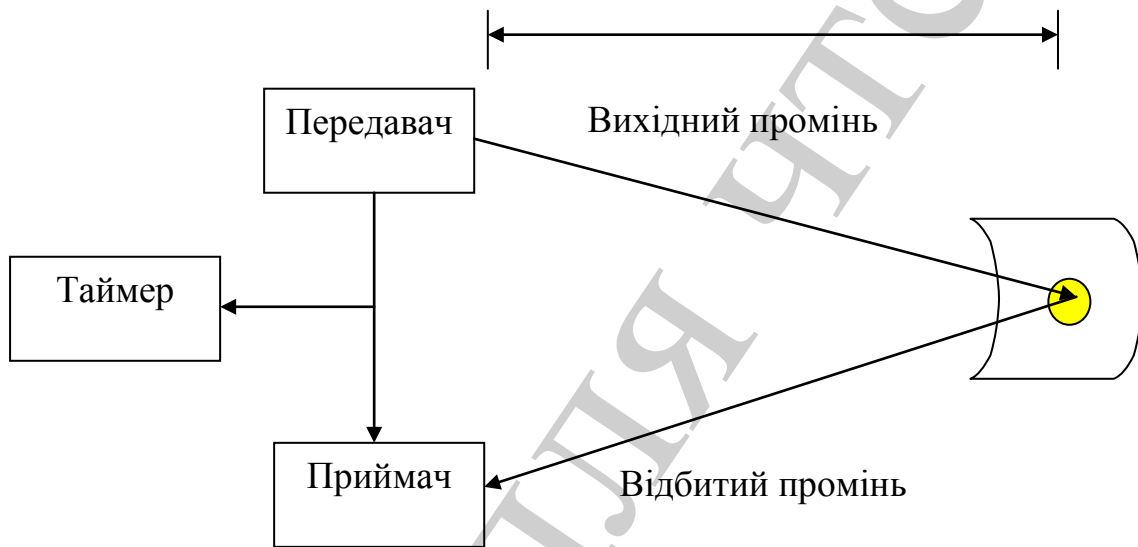 Передавач
Вихідний промінь
Таймер
Приймач
Відбитий промінь